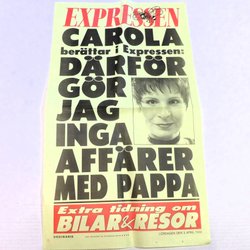 EXPRESSEN
CAROLA
berättar i Expressen:
DÄRFÖR
GÖR
JAG
INGA
AFFÄRER
MED PAPPA
Extra tidning om
BILAR & RESOR